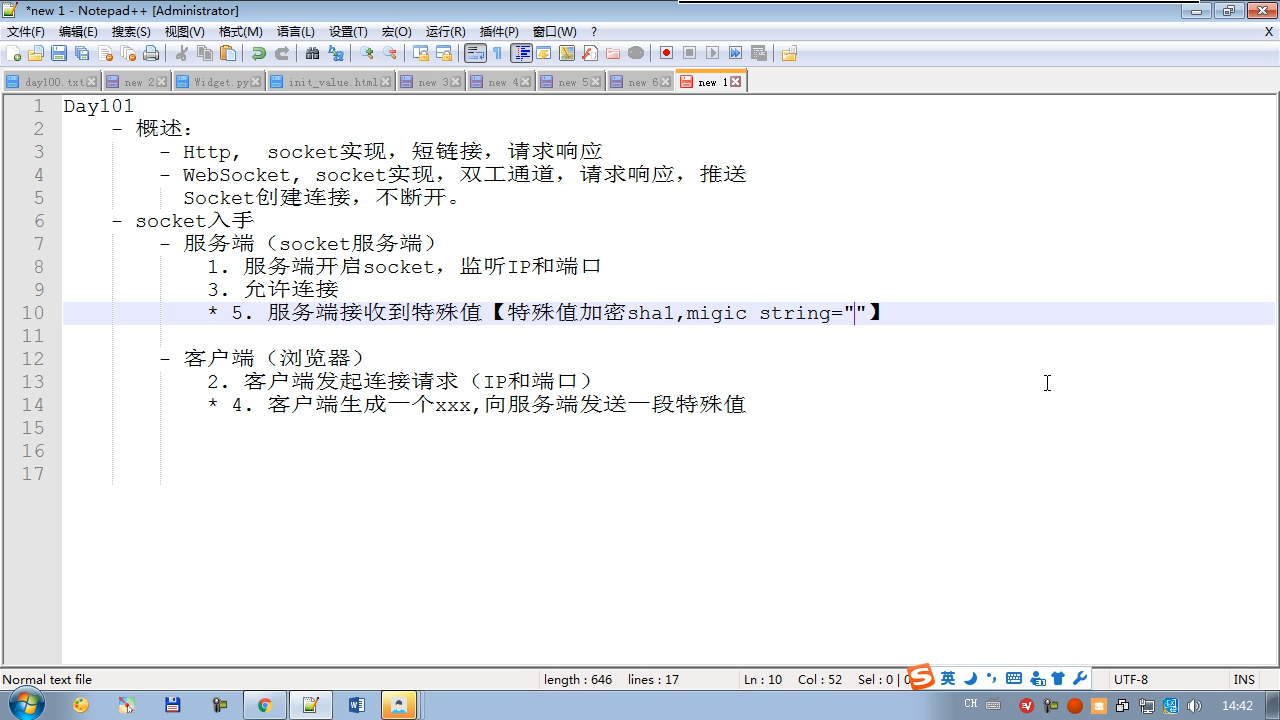 *new 1 - Notepad++ [Administrator]
文件(F) 编辑(E) 搜索(S) 视图(V) 格式(M) 语言(L) 设置(T) 宏(O) 运行(R) 插件(P) 窗口(W) ? X
day100.txt new 2 Widget.py init_value.html new 3 new 4 new 5 new 6 new 1
1 Day101
2 - 概述:
3 - Http, socket实现，短链接，请求响应
4 - WebSocket, socket实现，双工通道，请求响应，推送
5 Socket创建连接，不断开。
6 - socket入手
7 - 服务端（socket服务端）
8 1. 服务端开启socket，监听IP和端口
9 3. 允许连接
10 * 5. 服务端接收到特殊值【特殊值加密sha1,migic string=""】
11
12 - 客户端（浏览器）
13 2. 客户端发起连接请求（IP和端口）
14 * 4. 客户端生成一个xxx,向服务端发送一段特殊值
15
16
17
Normal text file length : 646 lines : 17 Ln : 10 Col : 52 Sel : 0 | 0 英 UTF-8 INS
CH 14:42